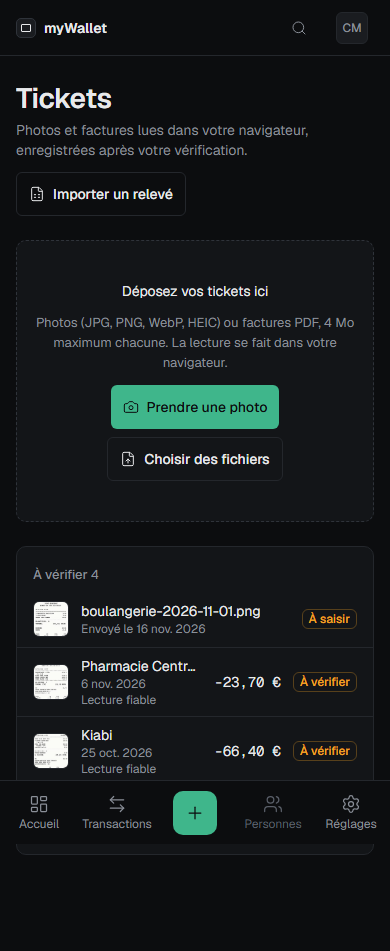 myWallet
CM
Tickets
Photos et factures lues dans votre navigateur,
enregistrées après votre vérification.
Importer un relevé
Déposez vos tickets ici
Photos (JPG, PNG, WebP, HEIC) ou factures PDF, 4 Mo
maximum chacune. La lecture se fait dans votre
navigateur.
Prendre une photo
Choisir des fichiers
À vérifier 4
boulangerie-2026-11-01.png
Envoyé le 16 nov. 2026
À saisir
Pharmacie Centr...
6 nov. 2026
Lecture fiable
-23,70 €
À vérifier
Kiabi
25 oct. 2026
Lecture fiable
-66,40 €
À vérifier
Accueil
Transactions
Personnes
Réglages